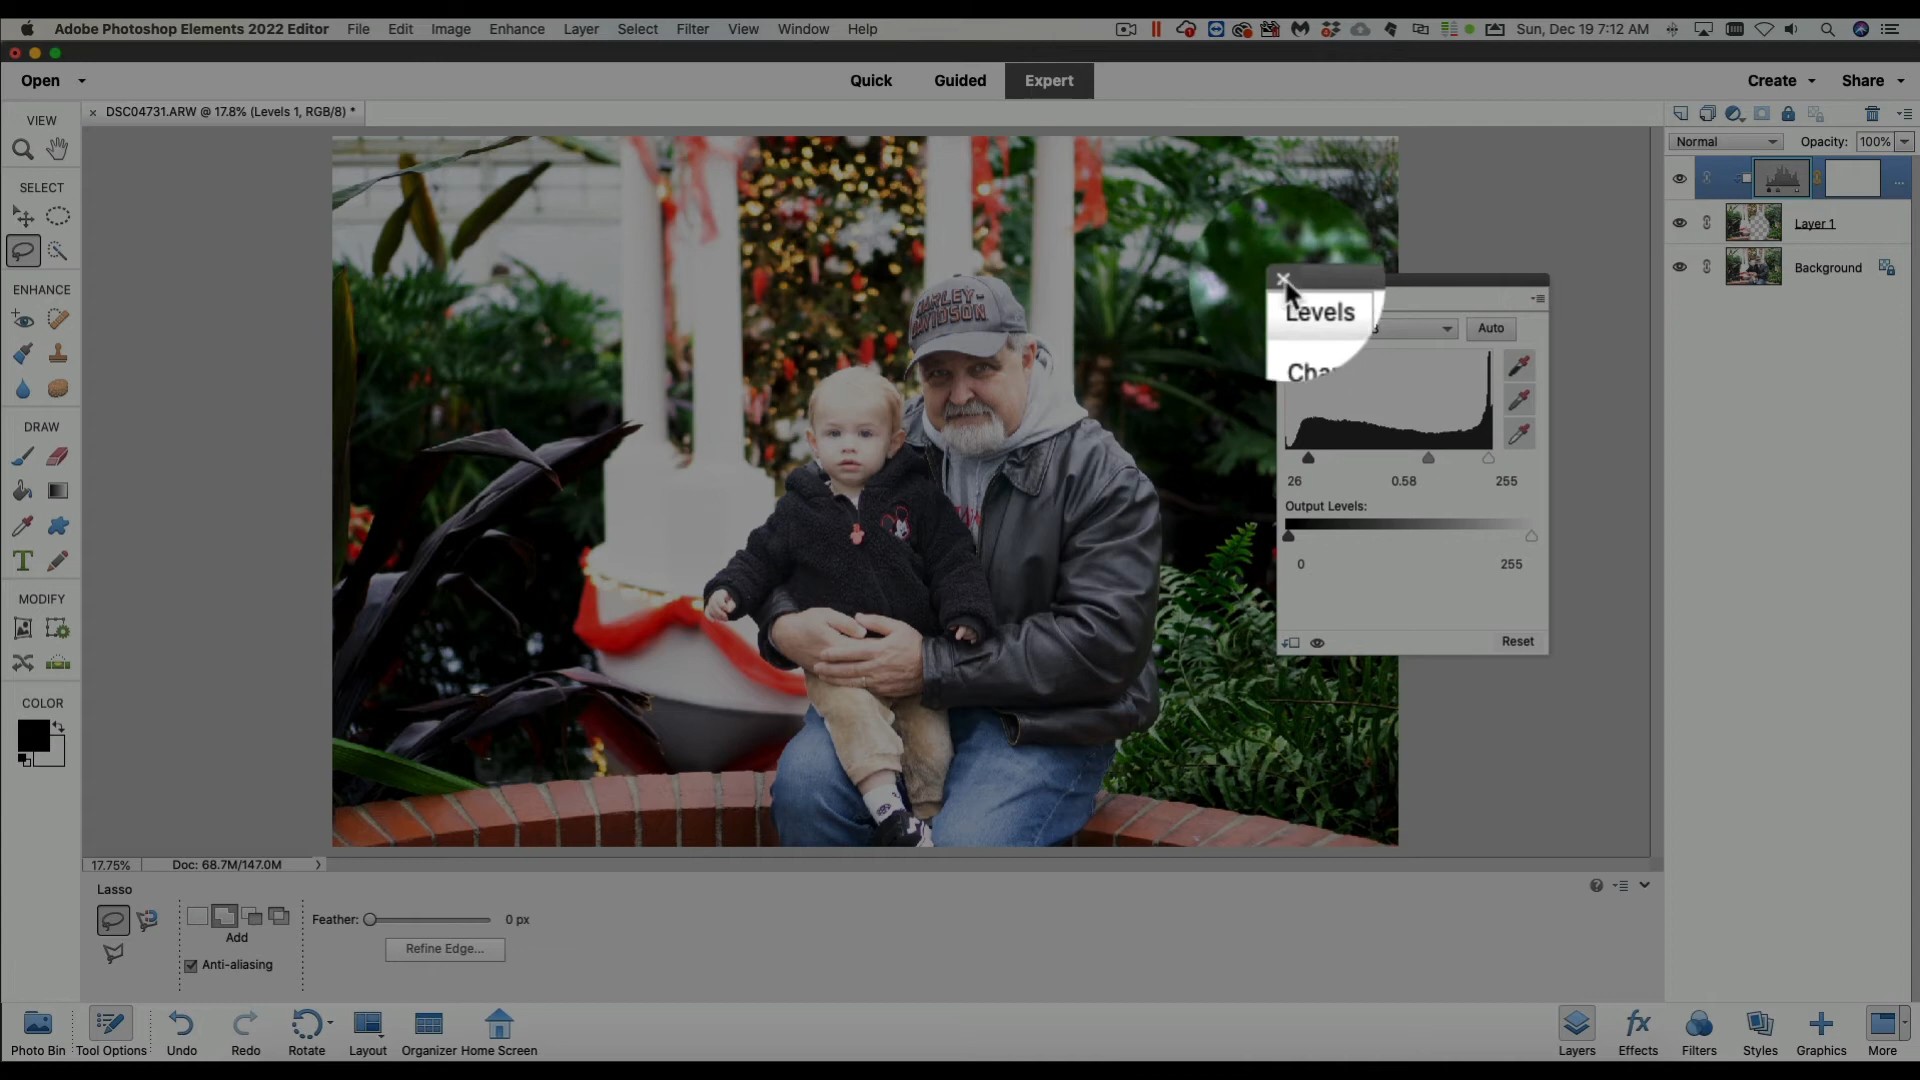 Adobe Photoshop Elements 2022 Editor File Edit Image Enhance Layer Select Filter View Window Help Sun, Dec 19 7:12 AM
Open Quick Guided Expert Create Share
DSC04731.ARW @ 17.8% (Levels 1, RGB/8) *
VIEW
Normal Opacity: 100%
SELECT
Layer 1
Background
ENHANCE
HARLEY-
DAVIDSON
Levels
Auto
DRAW
26 0.58 255
Output Levels:
0 255
T
MODIFY
Reset
COLOR
17.75% Doc: 68.7M/147.0M
Lasso
Feather: 0 px
Add
Refine Edge...
Anti-aliasing
Photo Bin Tool Options Undo Redo Rotate Layout Organizer Home Screen fx Layers Effects Filters Styles Graphics More